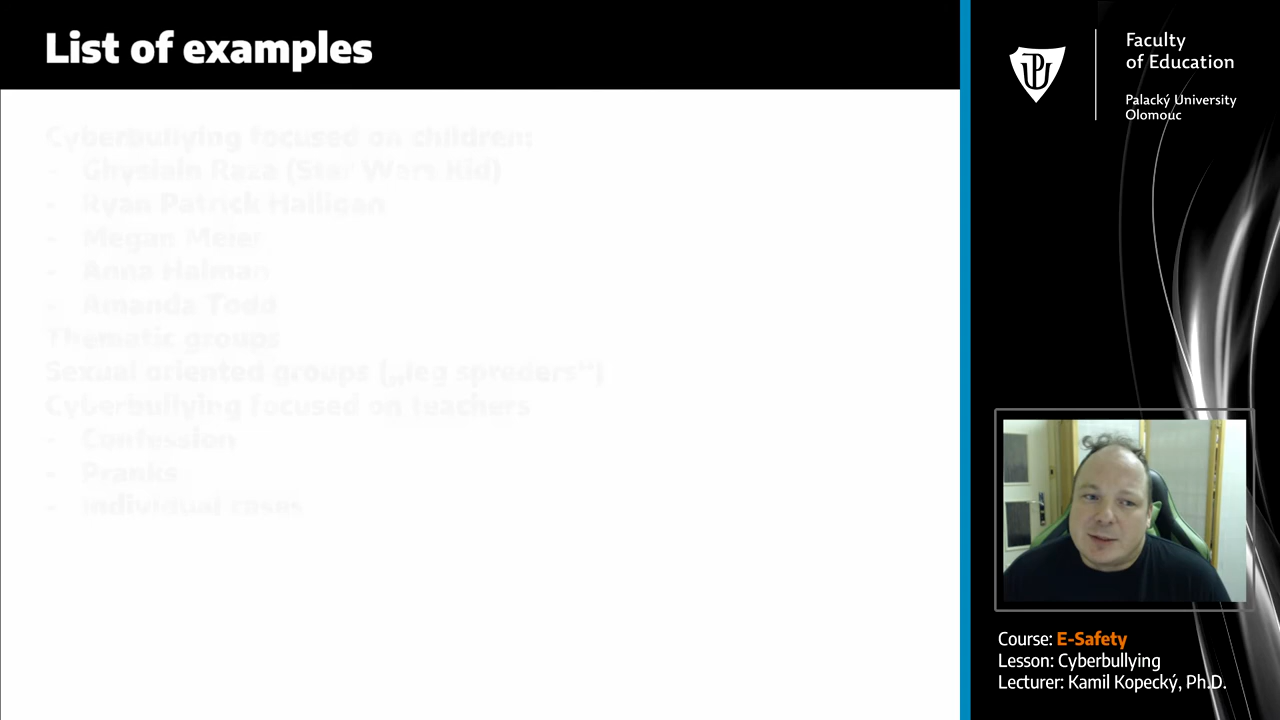 List of examples
Cyberbullying focused on children:
- Ghyslain Raza (Star Wars Kid)
- Ryan Patrick Halligan
- Megan Meier
- Anna Halman
- Amanda Todd
Thematic groups
Sexual oriented groups („leg spreders“)
Cyberbullying focused on teachers
- Confession
- Pranks
- Individual cases
Faculty
of Education
Palacký University
Olomouc
Course: E-Safety
Lesson: Cyberbullying
Lecturer: Kamil Kopecký, Ph.D.